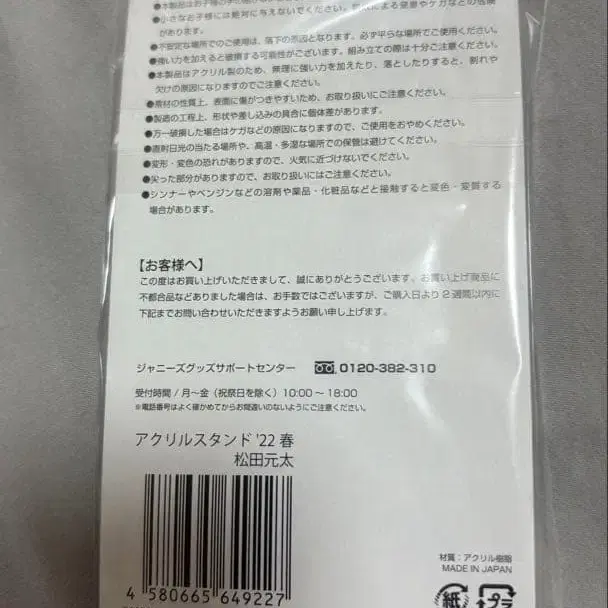 ●小さなお子様には絶対に与えないでください。
があります。
●不安定な場所でのご使用は、落下の原因となります。必ず平らな場所でご使用ください。
●強い力を加えると破損する可能性がございます。組み立ての際は十分ご注意ください。
●本製品はアクリル製のため、無理に強い力を加えたり、落としたりすると、割れや
欠けの原因になりますのでご注意ください。
●素材の性質上、表面に傷がつきやすいため、お取り扱いにご注意ください。
●製造の工程上、形状や差し込みの具合に個体差があります。
●万一破損した場合はケガなどの原因になりますので、ご使用をおやめください。
●直射日光の当たる場所や、高温・多湿な場所での保管は避けてください。
●変形・変色の恐れがありますので、火気に近づけないでください。
●尖った部分がありますので、お取り扱いにはご注意ください。
●シンナーやベンジンなどの溶剤や薬品・化粧品などと接触すると変色・変質する
場合があります。
【お客様へ】
この度はお買い上げいただきまして、誠にありがとうございます。お買い上げ商品に
不都合品などありました場合は、お手数ではございますが、ご購入日より2週間以内に
下記までお問い合わせいただきますようお願い申し上げます。
ジャニーズグッズサポートセンター 0120-382-310
受付時間/月〜金(祝祭日を除く)10:00〜18:00
※電話番号はよく確かめてからお間違いのないようにご注意ください。
アクリルスタンド '22 春
松田元太
4 580665 649227
材質:アクリル樹脂
MADE IN JAPAN
紙 プラ